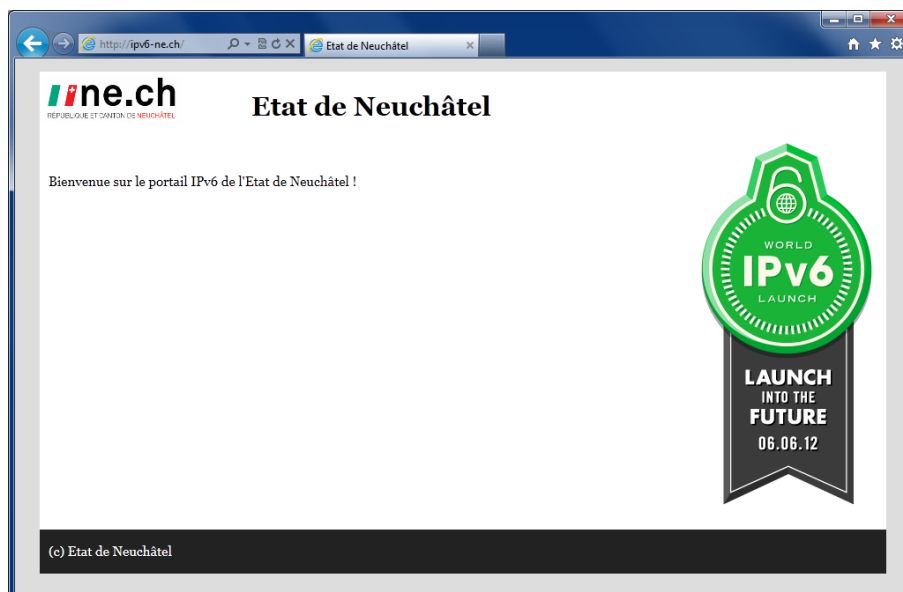 http://ipv6-ne.ch/
Etat de Neuchâtel
ne.ch
RÉPUBLIQUE ET CANTON DE NEUCHÂTEL
Etat de Neuchâtel
Bienvenue sur le portail IPv6 de l'Etat de Neuchâtel !
WORLD
IPv6
LAUNCH
LAUNCH
INTO THE
FUTURE
06.06.12
(c) Etat de Neuchâtel